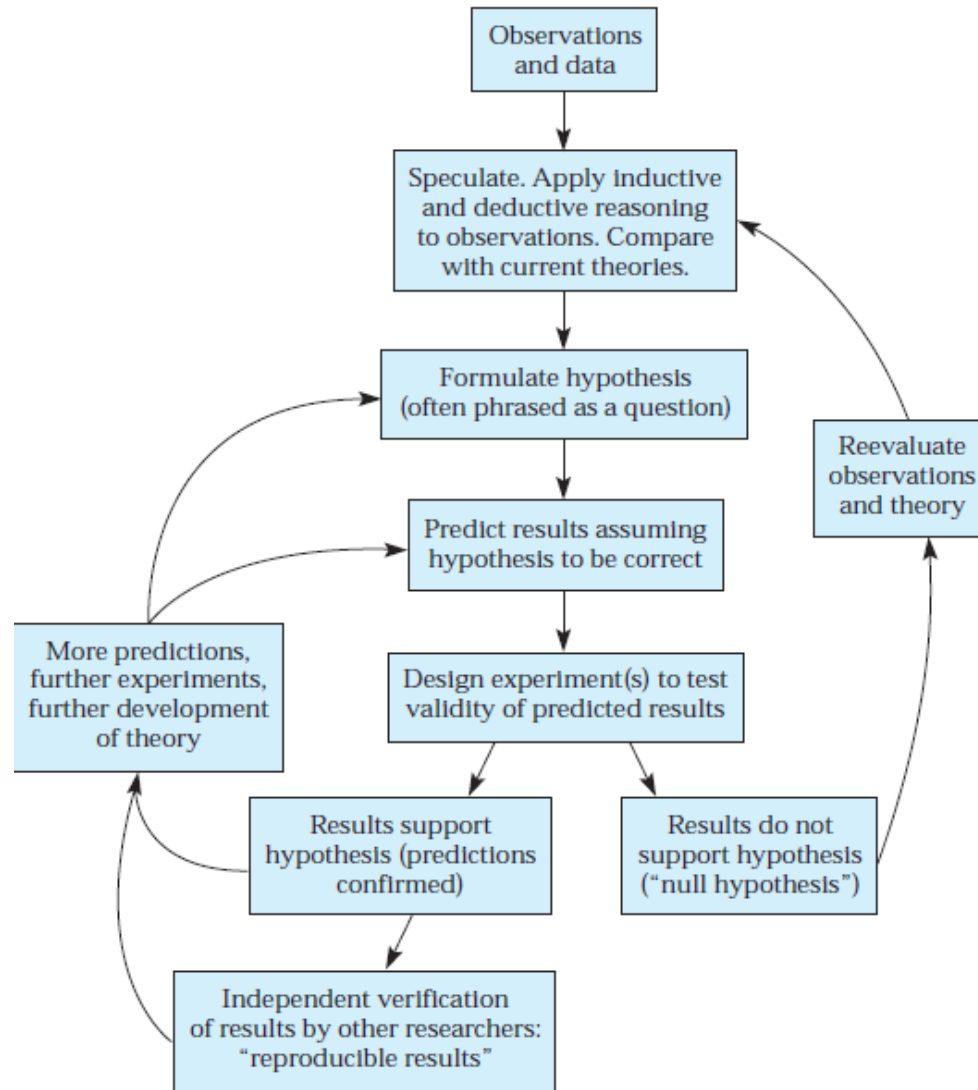 Observations
and data
Speculate. Apply inductive
and deductive reasoning
to observations. Compare
with current theories.
Formulate hypothesis
(often phrased as a question)
Reevaluate
observations
and theory
Predict results assuming
hypothesis to be correct
More predictions,
further experiments,
further development
of theory
Design experiment(s) to test
validity of predicted results
Results support
hypothesis (predictions
confirmed)
Results do not
support hypothesis
(“null hypothesis”)
Independent verification
of results by other researchers:
“reproducible results”